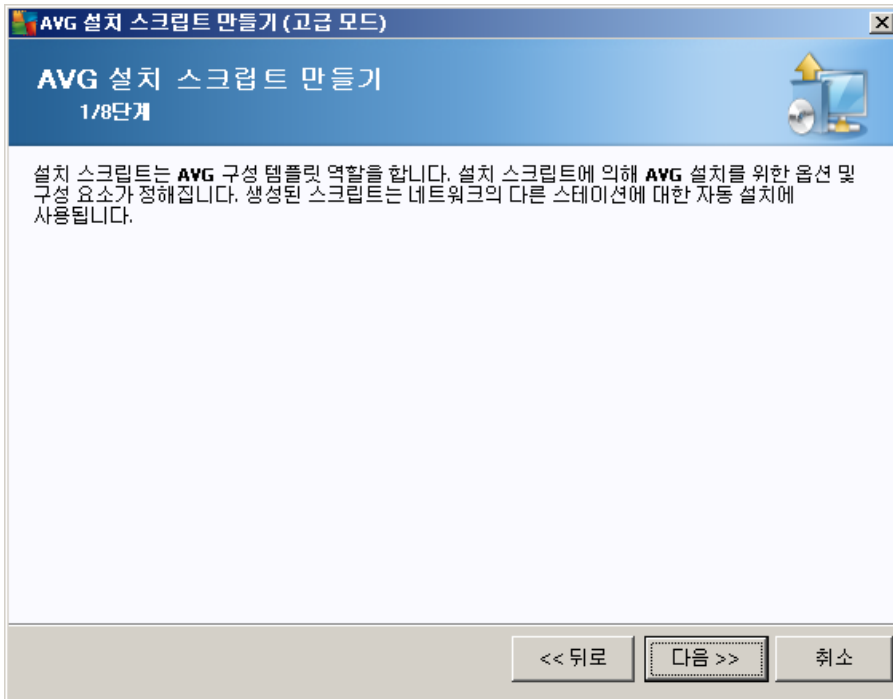 AVG 설치 스크립트 만들기 (고급 모드)
AVG 설치 스크립트 만들기
1/8단계
설치 스크립트는 AVG 구성 템플릿 역할을 합니다. 설치 스크립트에 의해 AVG 설치를 위한 옵션 및
구성 요소가 정해집니다. 생성된 스크립트는 네트워크의 다른 스테이션에 대한 자동 설치에
사용됩니다.
<< 뒤로
다음 >>
취소